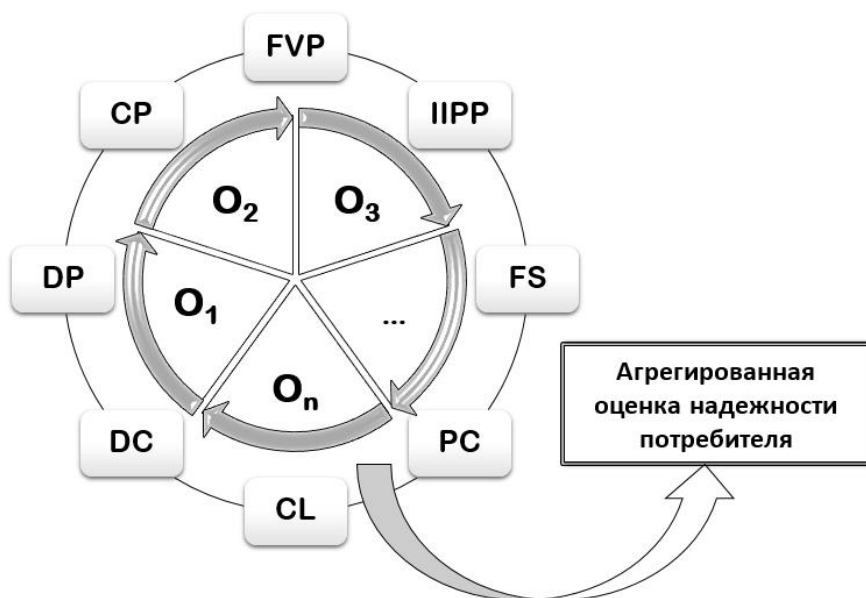 FVP
CP
IIPP
O₂
O₃
DP
FS
O₁
...
Oₙ
Агрегированная
оценка надежности
потребителя
DC
PC
CL